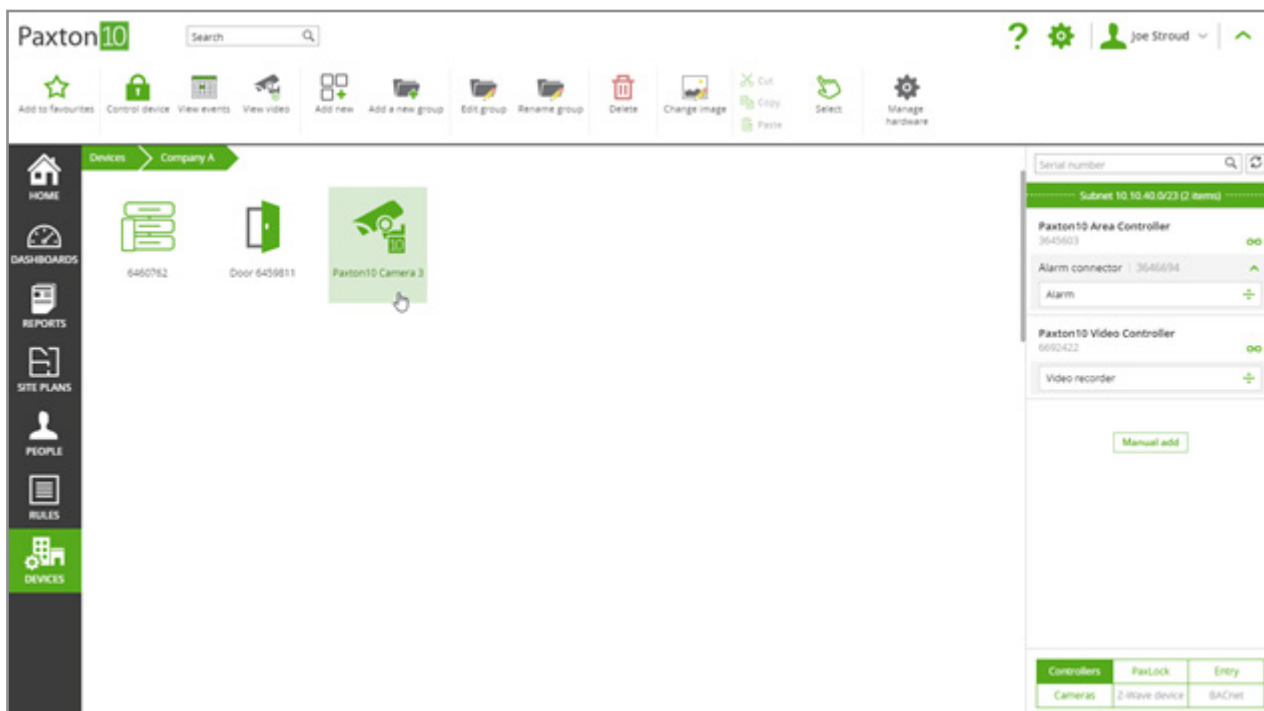 Paxton10
Search
?
Joe Stroud
Add to favourites
Control device
View events
View video
Add new
Add a new group
Edit group
Rename group
Delete
Change image
Cut
Copy
Paste
Select
Manage
hardware
HOME
DASHBOARDS
REPORTS
SITE PLANS
PEOPLE
RULES
DEVICES
Devices
Company A
6460762
Door 6459811
10
Paxton10 Camera 3
Serial number
Subnet 10.10.40.0/23 (2 items)
Paxton10 Area Controller
3645603
Alarm connector | 3646694
Alarm
Paxton10 Video Controller
6692422
Video recorder
Manual add
Controllers
PaxLock
Entry
Cameras
Z-Wave device
BACnet